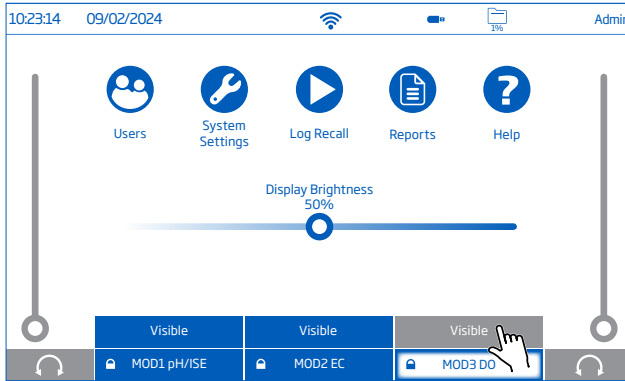 10:23:14 09/02/2024 1% Admin
Users
System
Settings
Log Recall
Reports
Help
Display Brightness
50%
Visible Visible Visible
MOD1 pH/ISE MOD2 EC MOD3 DO